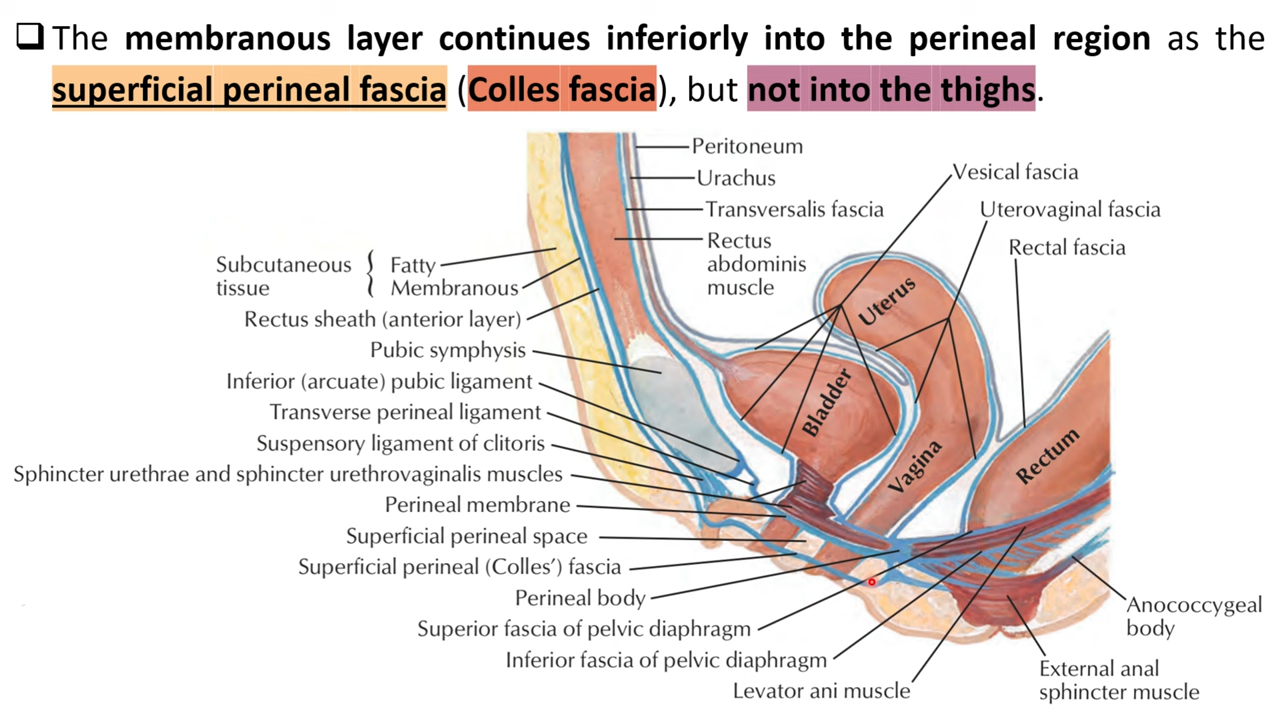 ❑ The membranous layer continues inferiorly into the perineal region as the
superficial perineal fascia (Colles fascia), but not into the thighs.
Peritoneum
Urachus
Transversalis fascia
Rectus
abdominis
muscle
Vesical fascia
Uterovaginal fascia
Rectal fascia
Subcutaneous
tissue
{ Fatty
Membranous
Rectus sheath (anterior layer)
Pubic symphysis
Inferior (arcuate) pubic ligament
Transverse perineal ligament
Suspensory ligament of clitoris
Sphincter urethrae and sphincter urethrovaginalis muscles
Perineal membrane
Superficial perineal space
Superficial perineal (Colles’) fascia
Perineal body
Superior fascia of pelvic diaphragm
Inferior fascia of pelvic diaphragm
Levator ani muscle
Uterus
Bladder
Vagina
Rectum
Anococcygeal
body
External anal
sphincter muscle